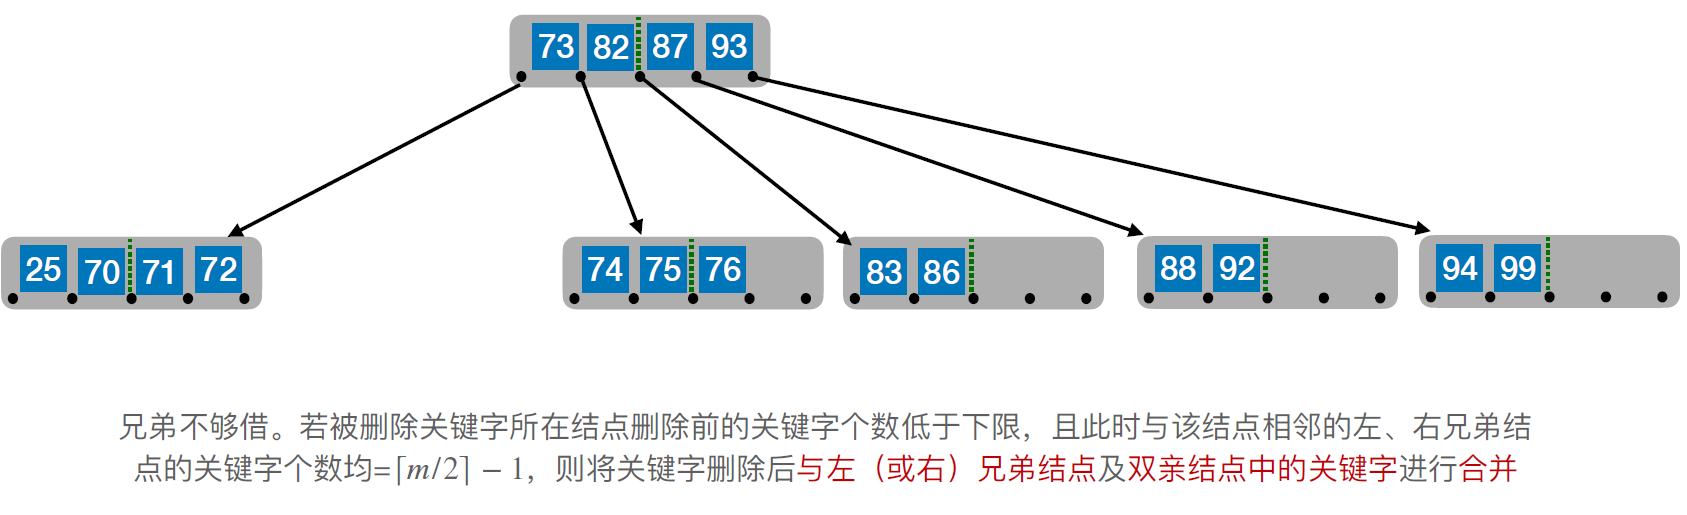 73 82 87 93
25 70 71 72 74 75 76 83 86 88 92 94 99
兄弟不够借。若被删除关键字所在结点删除前的关键字个数低于下限，且此时与该结点相邻的左、右兄弟结
点的关键字个数均=⌈m/2⌉ − 1，则将关键字删除后与左（或右）兄弟结点及双亲结点中的关键字进行合并